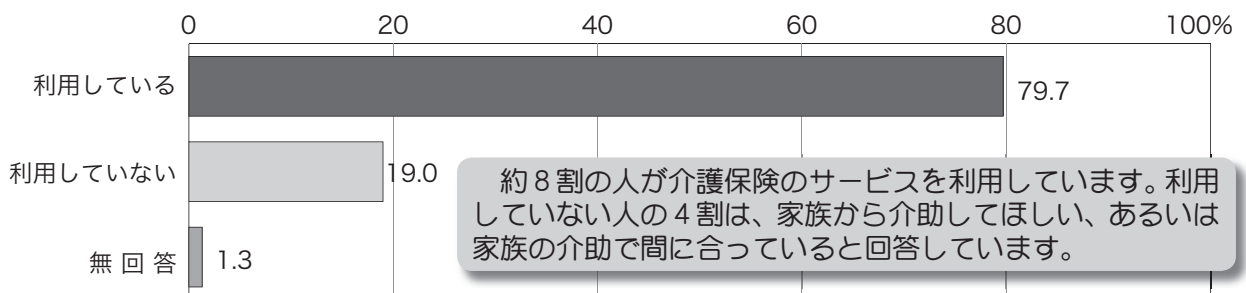 0 20 40 60 80 100%
利用している 79.7
利用していない 19.0
約8割の人が介護保険のサービスを利用しています。利用
していない人の4割は、家族から介助してほしい、あるいは
家族の介助で間に合っていると回答しています。
無 回 答 1.3